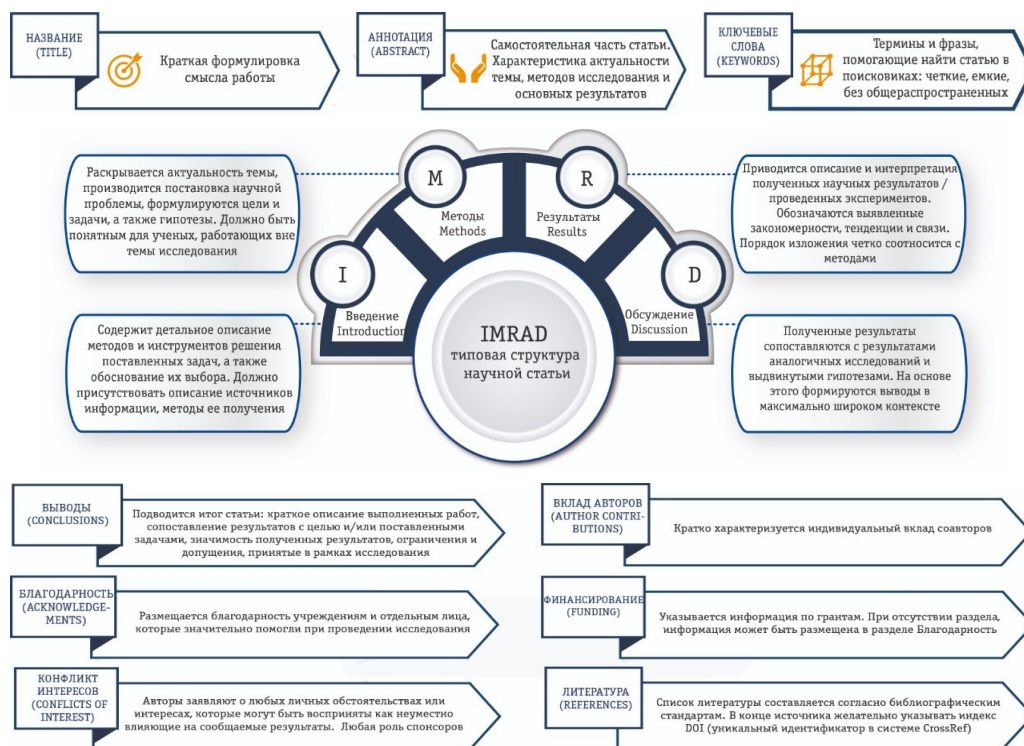 НАЗВАНИЕ
(TITLE)
Краткая формулировка
смысла работы
АННОТАЦИЯ
(ABSTRACT)
Самостоятельная часть статьи.
Характеристика актуальности
темы, методов исследования и
основных результатов
КЛЮЧЕВЫЕ
СЛОВА
(KEYWORDS)
Термины и фразы,
помогающие найти статью в
поисковиках: четкие, емкие,
без общераспространенных
Раскрывается актуальность темы,
производится постановка научной
проблемы, формулируются цели и
задачи, а также гипотезы. Должно быть
понятным для ученых, работающих вне
темы исследования
Содержит детальное описание
методов и инструментов решения
поставленных задач, а также
обоснование их выбора. Должно
присутствовать описание источников
информации, методы ее получения
I
Введение
Introduction
M
Методы
Methods
R
Результаты
Results
D
Обсуждение
Discussion
IMRAD
типовая структура
научной статьи
Приводится описание и интерпретация
полученных научных результатов /
проведенных экспериментов.
Обозначаются выявленные
закономерности, тенденции и связи.
Порядок изложения четко соотносится с
методами
Полученные результаты
сопоставляются с результатами
аналогичных исследований и
выдвинутыми гипотезами. На основе
этого формируются выводы в
максимально широком контексте
ВЫВОДЫ
(CONCLUSIONS)
Подводится итог статьи: краткое описание выполненных работ,
сопоставление результатов с целью и/или поставленными
задачами, значимость полученных результатов, ограничения и
допущения, принятые в рамках исследования
ВКЛАД АВТОРОВ
(AUTHOR CONTRI-
BUTIONS)
Кратко характеризуется индивидуальный вклад соавторов
БЛАГОДАРНОСТЬ
(ACKNOWLEDGE-
MENTS)
Размещается благодарность учреждениям и отдельным лица,
которые значительно помогли при проведении исследования
ФИНАНСИРОВАНИЕ
(FUNDING)
Указывается информация по грантам. При отсутствии раздела,
информация может быть размещена в разделе Благодарность
КОНФЛИКТ
ИНТЕРЕСОВ
(CONFLICTS OF
INTEREST)
Авторы заявляют о любых личных обстоятельствах или
интересах, которые могут быть восприняты как неуместно
влияющие на сообщаемые результаты. Любая роль спонсоров
ЛИТЕРАТУРА
(REFERENCES)
Список литературы составляется согласно библиографическим
стандартам. В конце источника желательно указывать индекс
DOI (уникальный идентификатор в системе CrossRef)